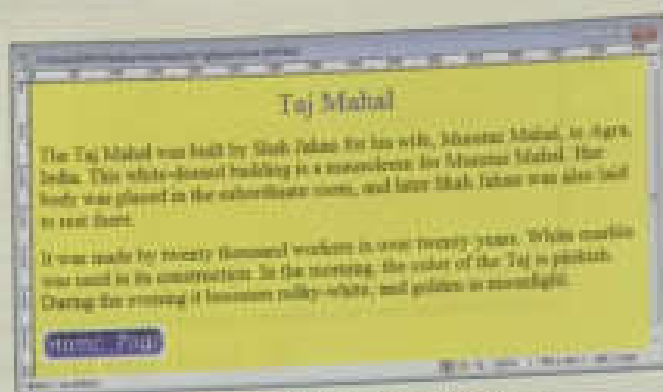 Taj Mahal
The Taj Mahal was built by Shah Jahan for his wife, Mumtaz Mahal, in Agra,
India. This white-domed building is a mausoleum for Mumtaz Mahal. Her
body was placed in the subordinate room, and later Shah Jahan was also laid
to rest there.
It was made by twenty thousand workers in over twenty years. White marble
was used in its construction. In the morning, the color of the Taj is pinkish.
During the evening it becomes milky-white, and golden in moonlight.
HOME PAGE